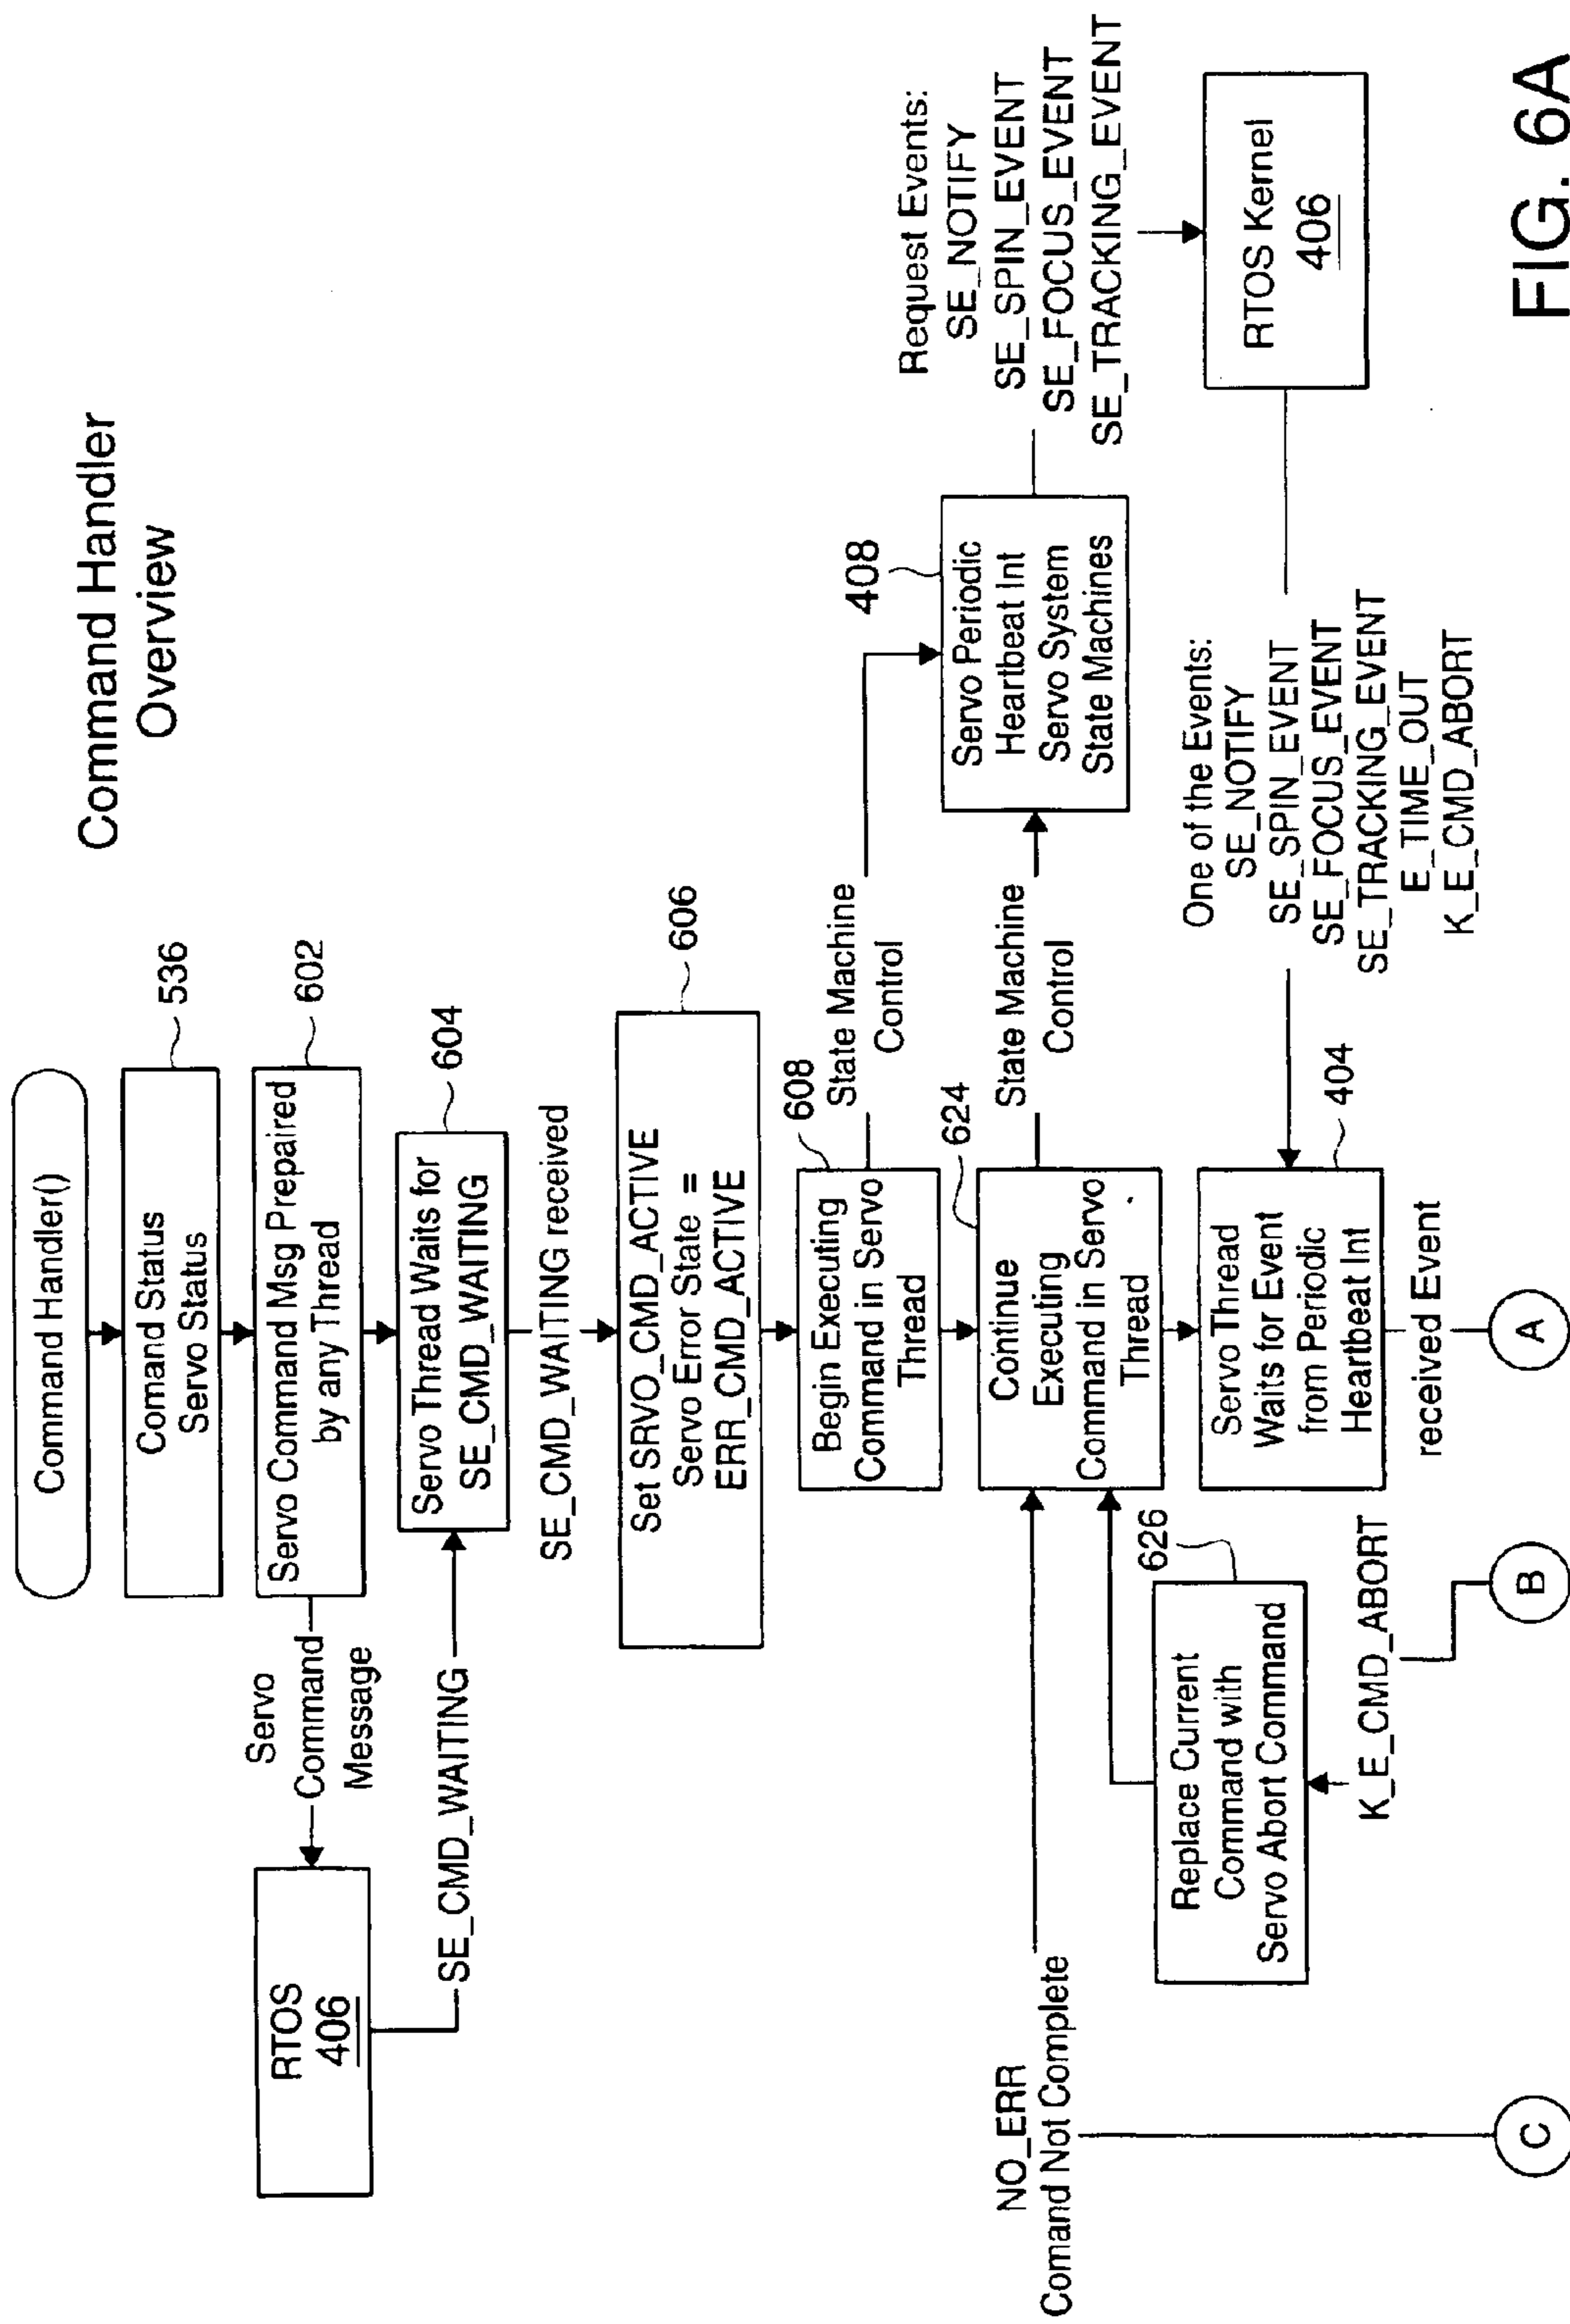 Command Handler
Overview
Command Handler()
Comand Status
Servo Status
536
Servo Command Msg Prepaired
by any Thread
602
Servo
Command
Message
RTOS
406
SE_CMD_WAITING
Servo Thread Waits for
SE_CMD_WAITING
604
SE_CMD_WAITING received
Set SRVO_CMD_ACTIVE
Servo Error State =
ERR_CMD_ACTIVE
606
Begin Executing
Command in Servo
Thread
608
State Machine
Control
Continue
Executing
Command in Servo
Thread
624
State Machine
Control
408
Servo Periodic
Heartbeat Int
Servo System
State Machines
Request Events:
SE_NOTIFY
SE_SPIN_EVENT
SE_FOCUS_EVENT
SE_TRACKING_EVENT
RTOS Kernel
406
One of the Events:
SE_NOTIFY
SE_SPIN_EVENT
SE_FOCUS_EVENT
SE_TRACKING_EVENT
E_TIME_OUT
K_E_CMD_ABORT
Servo Thread
Waits for Event
from Periodic
Heartbeat Int
404
received Event
A
NO_ERR
Comand Not Complete
626
Replace Current
Command with
Servo Abort Command
K_E_CMD_ABORT
B
C
FIG. 6A